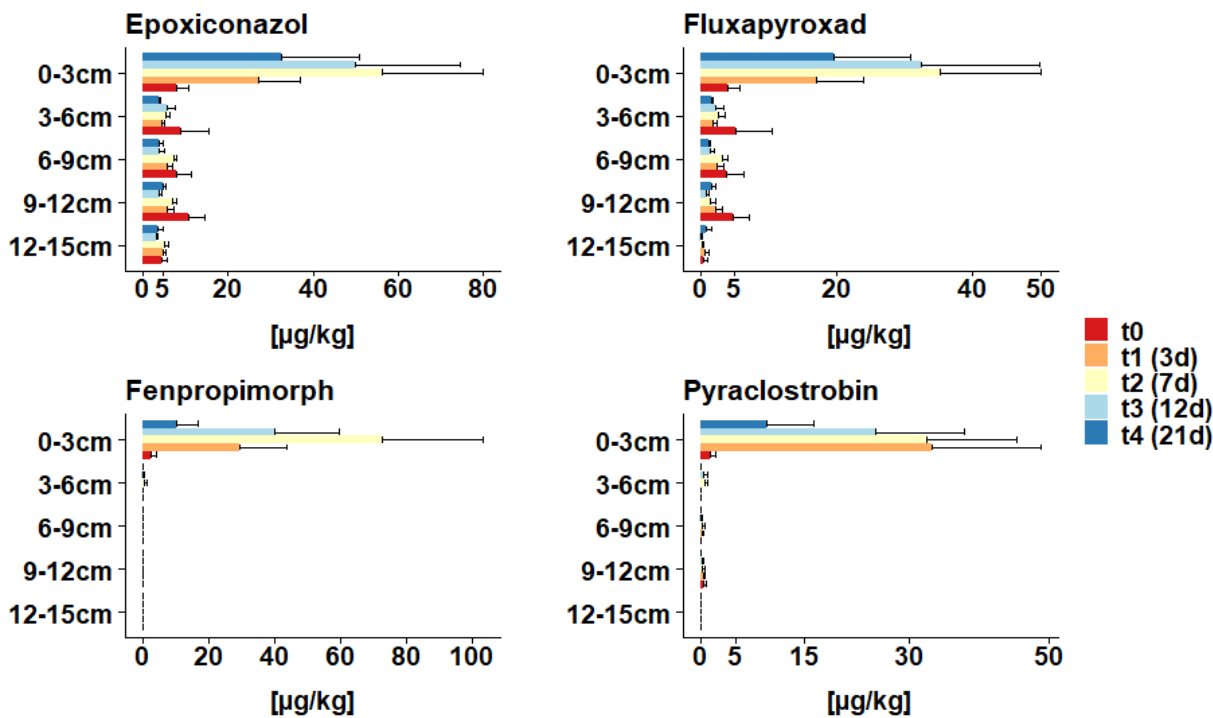 Epoxiconazol
0-3cm
3-6cm
6-9cm
9-12cm
12-15cm
0 5 20 40 60 80
[µg/kg]
Fluxapyroxad
0-3cm
3-6cm
6-9cm
9-12cm
12-15cm
0 5 20 40 50
[µg/kg]
Fenpropimorph
0-3cm
3-6cm
6-9cm
9-12cm
12-15cm
0 20 40 60 80 100
[µg/kg]
Pyraclostrobin
0-3cm
3-6cm
6-9cm
9-12cm
12-15cm
0 5 15 30 50
[µg/kg]
t0
t1 (3d)
t2 (7d)
t3 (12d)
t4 (21d)